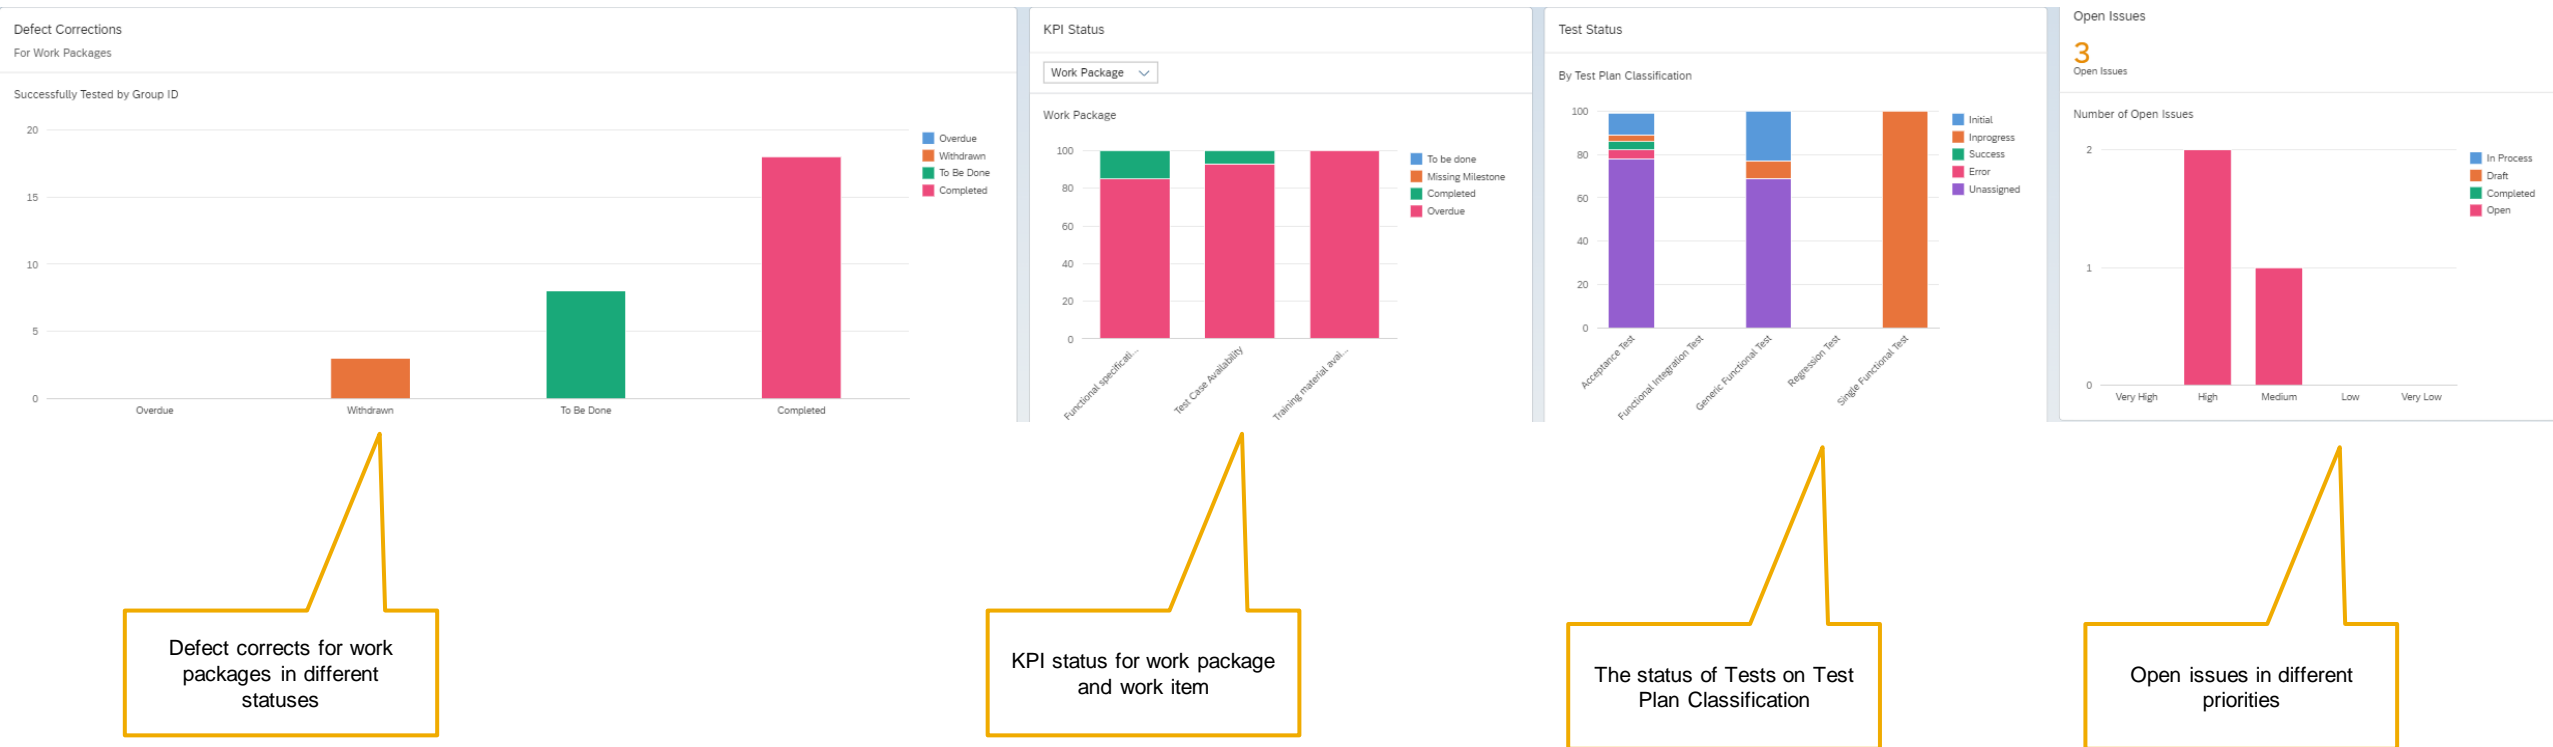 Defect Corrections
For Work Packages
Successfully Tested by Group ID
20
15
10
5
0
Overdue
Withdrawn
To Be Done
Completed
Overdue
Withdrawn
To Be Done
Completed
KPI Status
Work Package
Work Package
100
80
60
40
20
0
Functional specificati...
Test Case Availability
Training material avai...
To be done
Missing Milestone
Completed
Overdue
Test Status
By Test Plan Classification
100
80
60
40
20
0
Acceptance Test
Functional Integration Test
Generic Functional Test
Regression Test
Single Functional Test
Initial
Inprogress
Success
Error
Unassigned
Open Issues
3
Open Issues
Number of Open Issues
2
1
0
Very High
High
Medium
Low
Very Low
In Process
Draft
Completed
Open
Defect corrects for work
packages in different
statuses
KPI status for work package
and work item
The status of Tests on Test
Plan Classification
Open issues in different
priorities